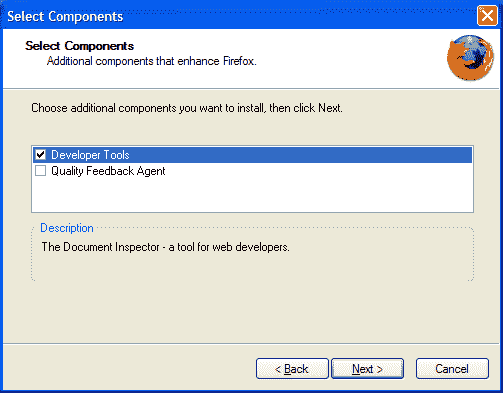 Select Components
Select Components
Additional components that enhance Firefox.
Choose additional components you want to install, then click Next.
Developer Tools
Quality Feedback Agent
Description
The Document Inspector - a tool for web developers.
< Back
Next >
Cancel